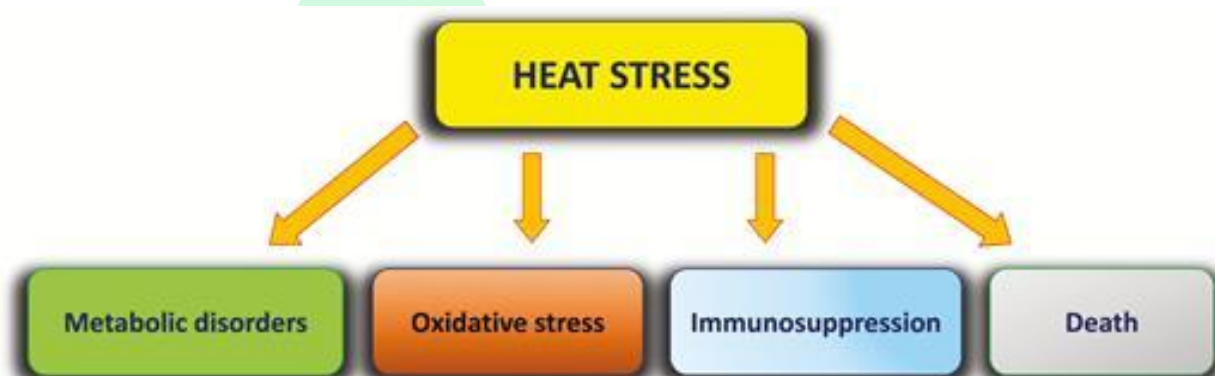 HEAT STRESS
Metabolic disorders
Oxidative stress
Immunosuppression
Death